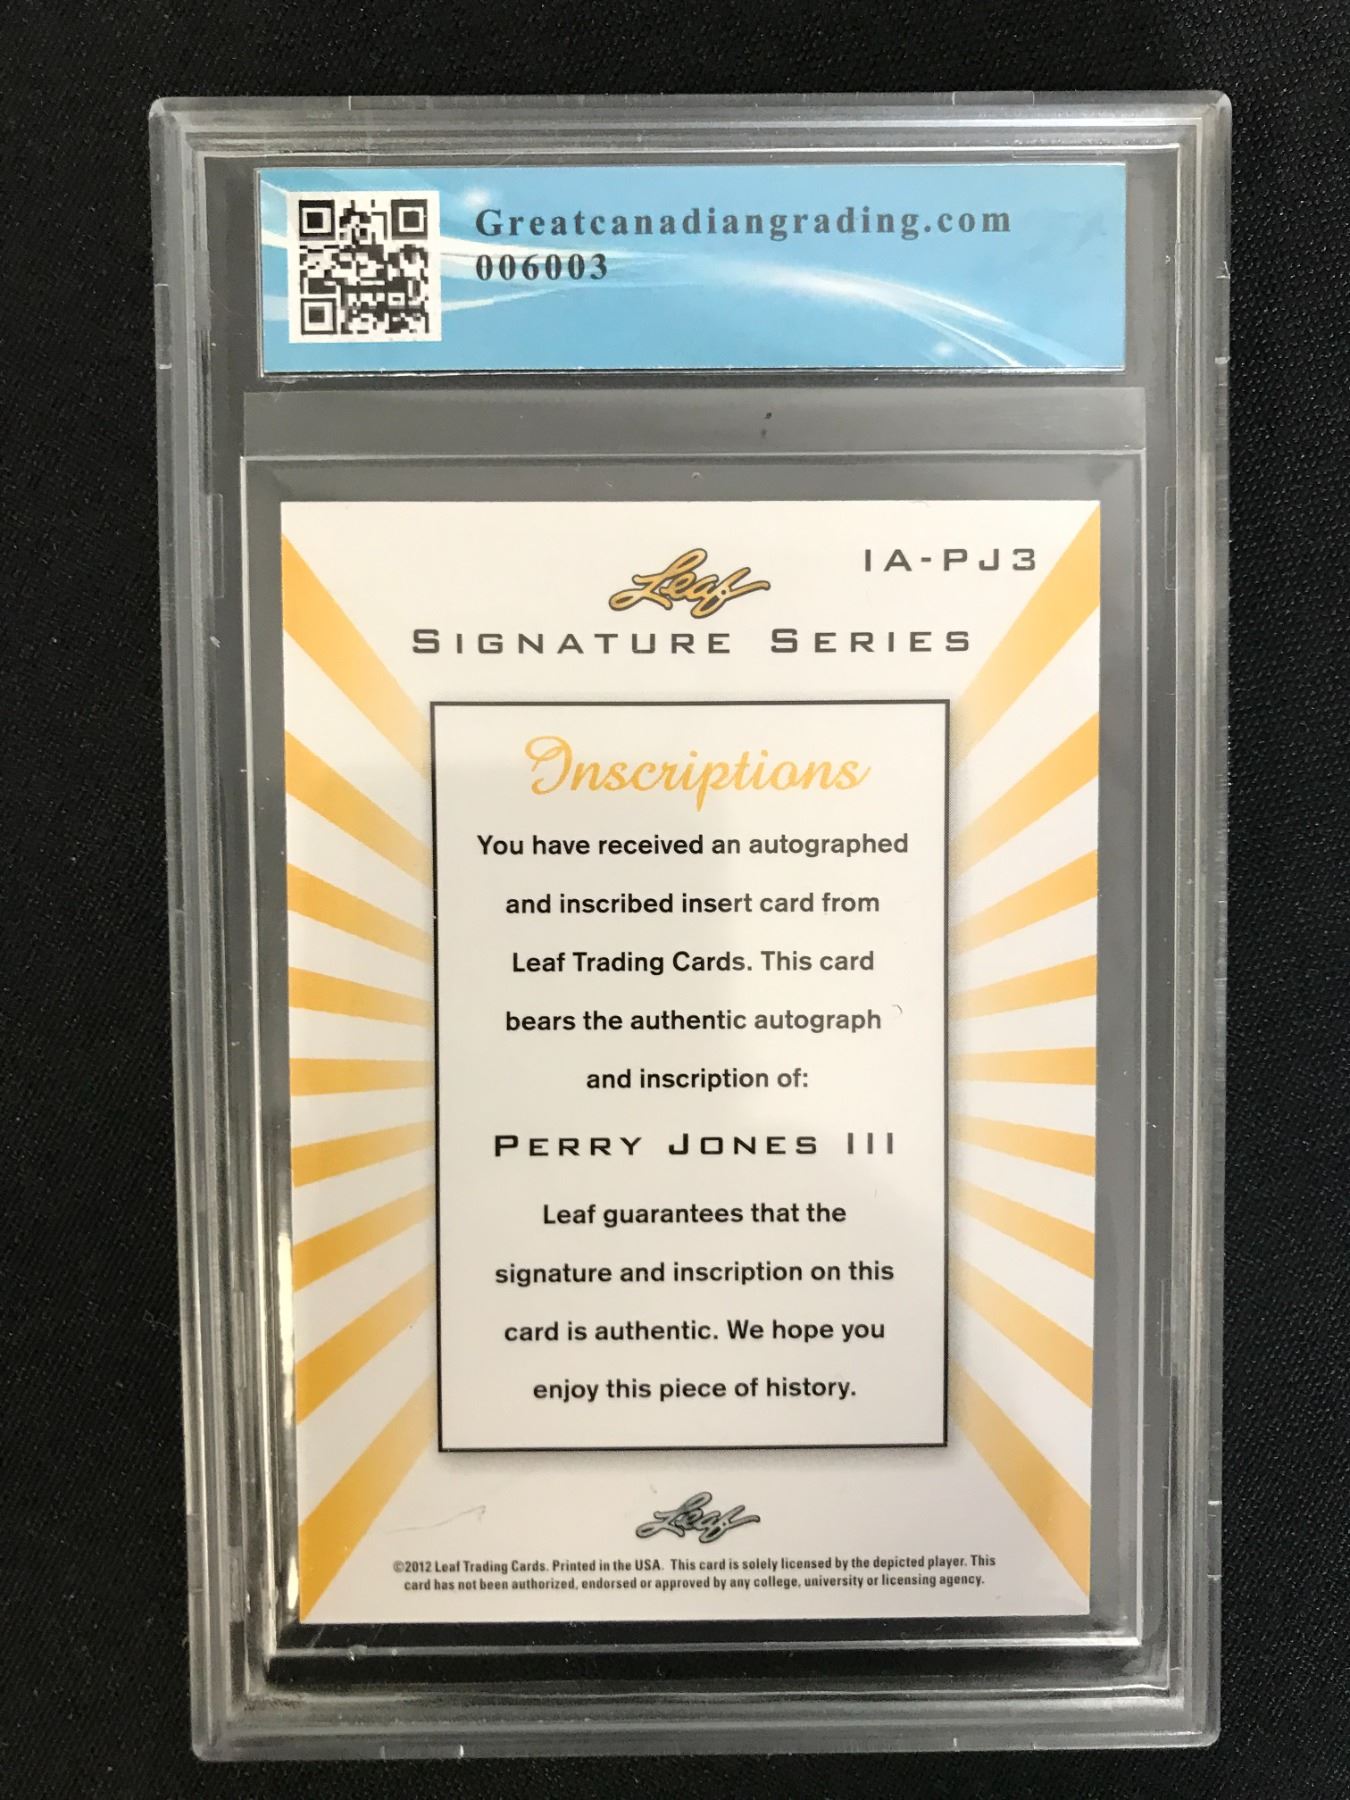 Greatcanadiangrading.com
006003
Leaf
IA-PJ3
SIGNATURE SERIES
Inscriptions
You have received an autographed
and inscribed insert card from
Leaf Trading Cards. This card
bears the authentic autograph
and inscription of:
PERRY JONES III
Leaf guarantees that the
signature and inscription on this
card is authentic. We hope you
enjoy this piece of history.
Leaf
©2012 Leaf Trading Cards. Printed in the USA. This card is solely licensed by the depicted player. This
card has not been authorized, endorsed or approved by any college, university or licensing agency.